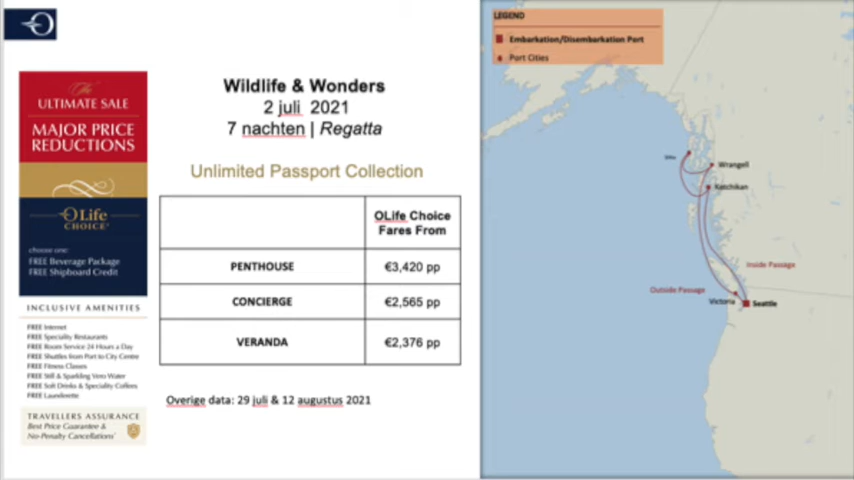 The
ULTIMATE SALE
MAJOR PRICE
REDUCTIONS
OLife
CHOICE®
choose one:
FREE Beverage Package
FREE Shipboard Credit
INCLUSIVE AMENITIES
FREE Internet
FREE Speciality Restaurants
FREE Room Service 24 Hours a Day
FREE Shuttles from Port to City Centre
FREE Fitness Classes
FREE Still & Sparkling Vero Water
FREE Soft Drinks & Speciality Coffees
FREE Launderette
TRAVELLERS ASSURANCE
Best Price Guarantee &
No-Penalty Cancellations*
Wildlife & Wonders
2 juli 2021
7 nachten | Regatta
Unlimited Passport Collection
OLife Choice
Fares From
PENTHOUSE €3,420 pp
CONCIERGE €2,565 pp
VERANDA €2,376 pp
Overige data: 29 juli & 12 augustus 2021
LEGEND
Embarkation/Disembarkation Port
Port Cities
Wrangell
Ketchikan
Inside Passage
Outside Passage
Victoria
Seattle